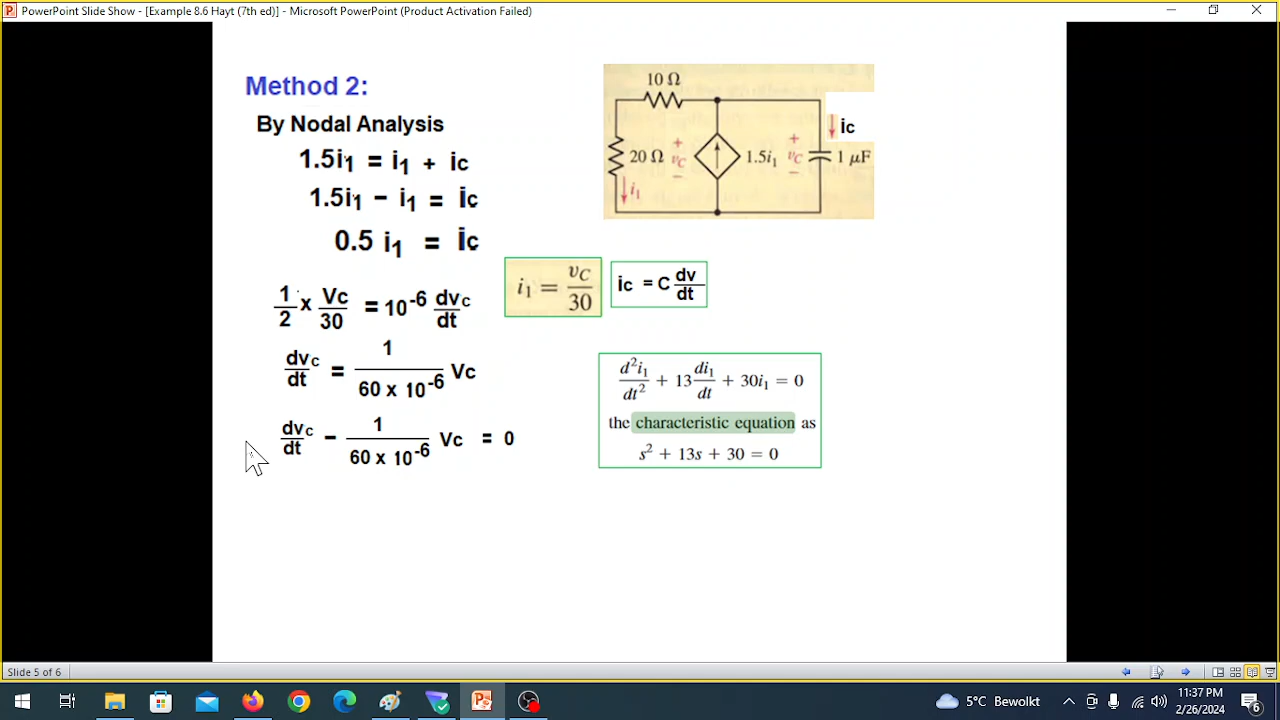 PowerPoint Slide Show - [Example 8.6 Hayt (7th ed)] - Microsoft PowerPoint (Product Activation Failed)
Method 2:
By Nodal Analysis
1.5i₁ = i₁ + ic
1.5i₁ − i₁ = ic
0.5 i₁ = ic
1/2 x Vc/30 = 10⁻⁶ dvc/dt
dvc/dt = 1/(60 x 10⁻⁶) Vc
dvc/dt − 1/(60 x 10⁻⁶) Vc = 0
10 Ω
20 Ω
+
vC
−
i₁
1.5i₁
+
vC
−
ic
1 μF
i₁ = vC/30
ic = C dv/dt
d²i₁/dt² + 13 di₁/dt + 30i₁ = 0
the characteristic equation as
s² + 13s + 30 = 0
Slide 5 of 6
5°C Bewolkt
11:37 PM
2/26/2024
6